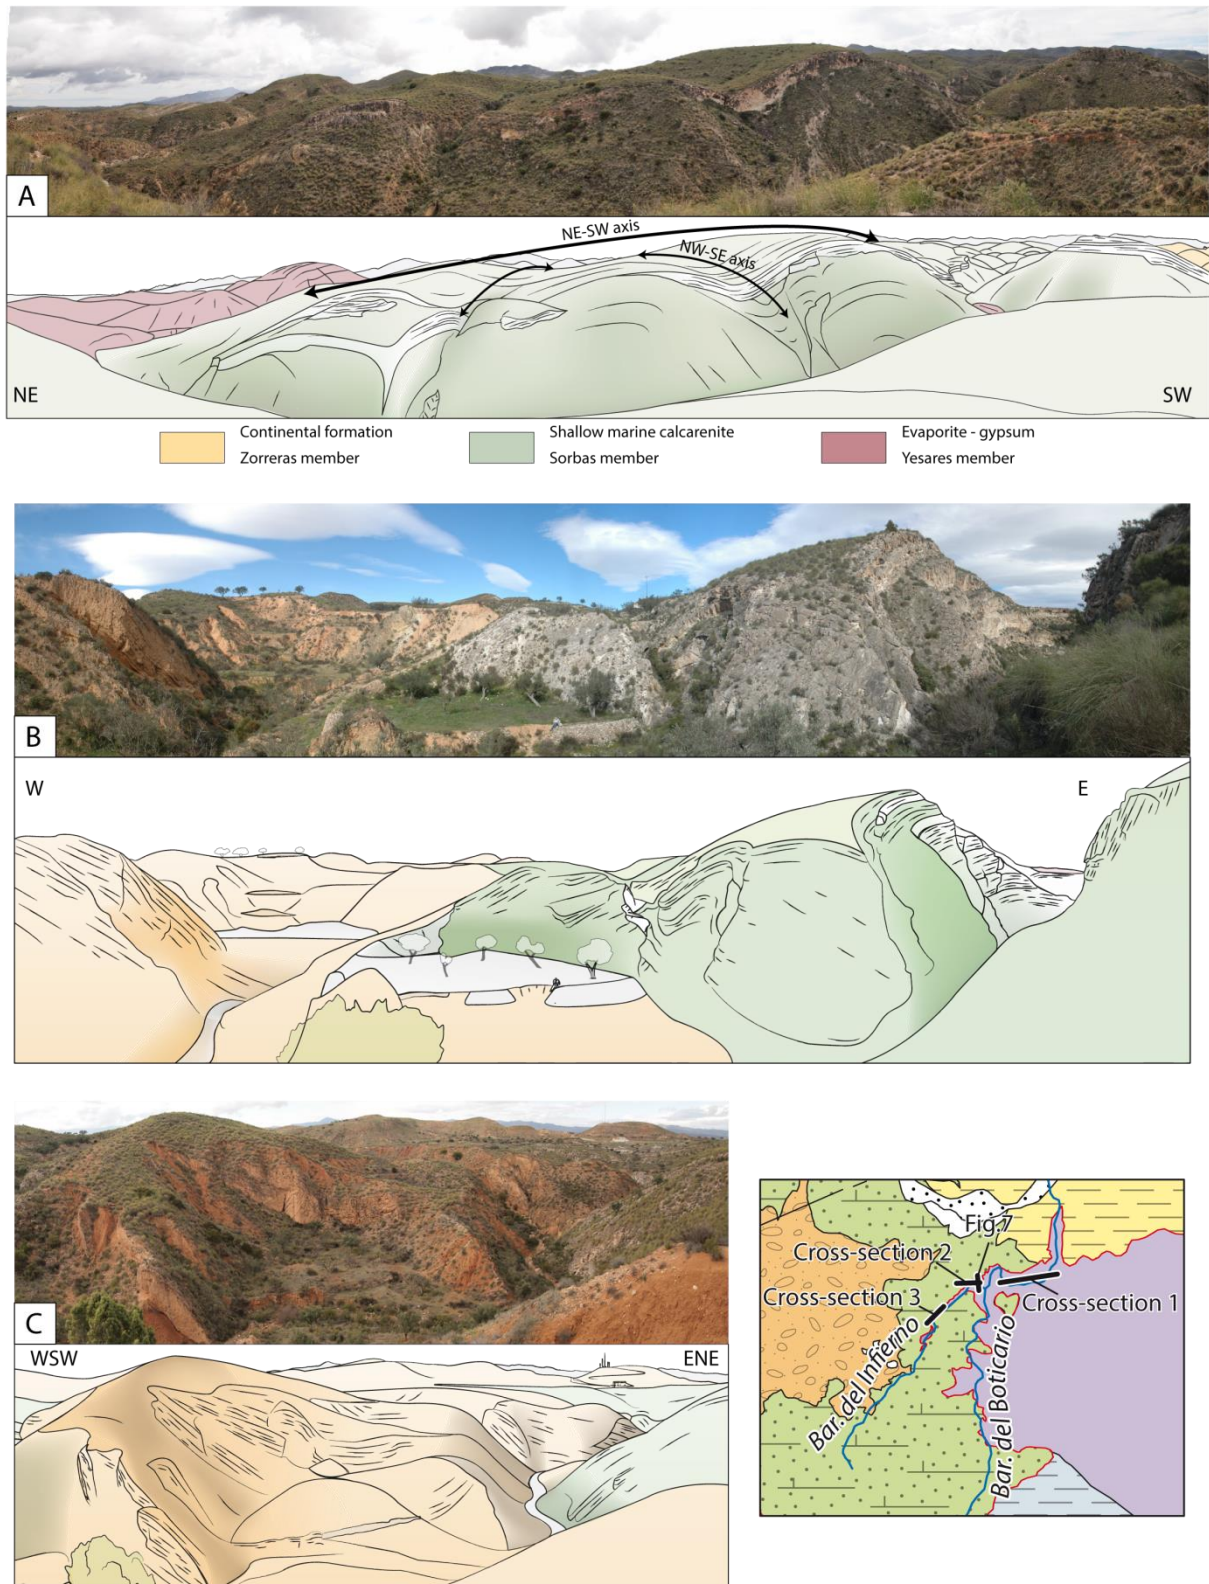 A
NE-SW axis
NW-SE axis
NE
SW
Continental formation
Zorreras member
Shallow marine calcarenite
Sorbas member
Evaporite - gypsum
Yesares member
B
W
E
C
WSW
ENE
Fig.7
Cross-section 2
Cross-section 3
Cross-section 1
Bar. del Infierno
Bar. del Boticario